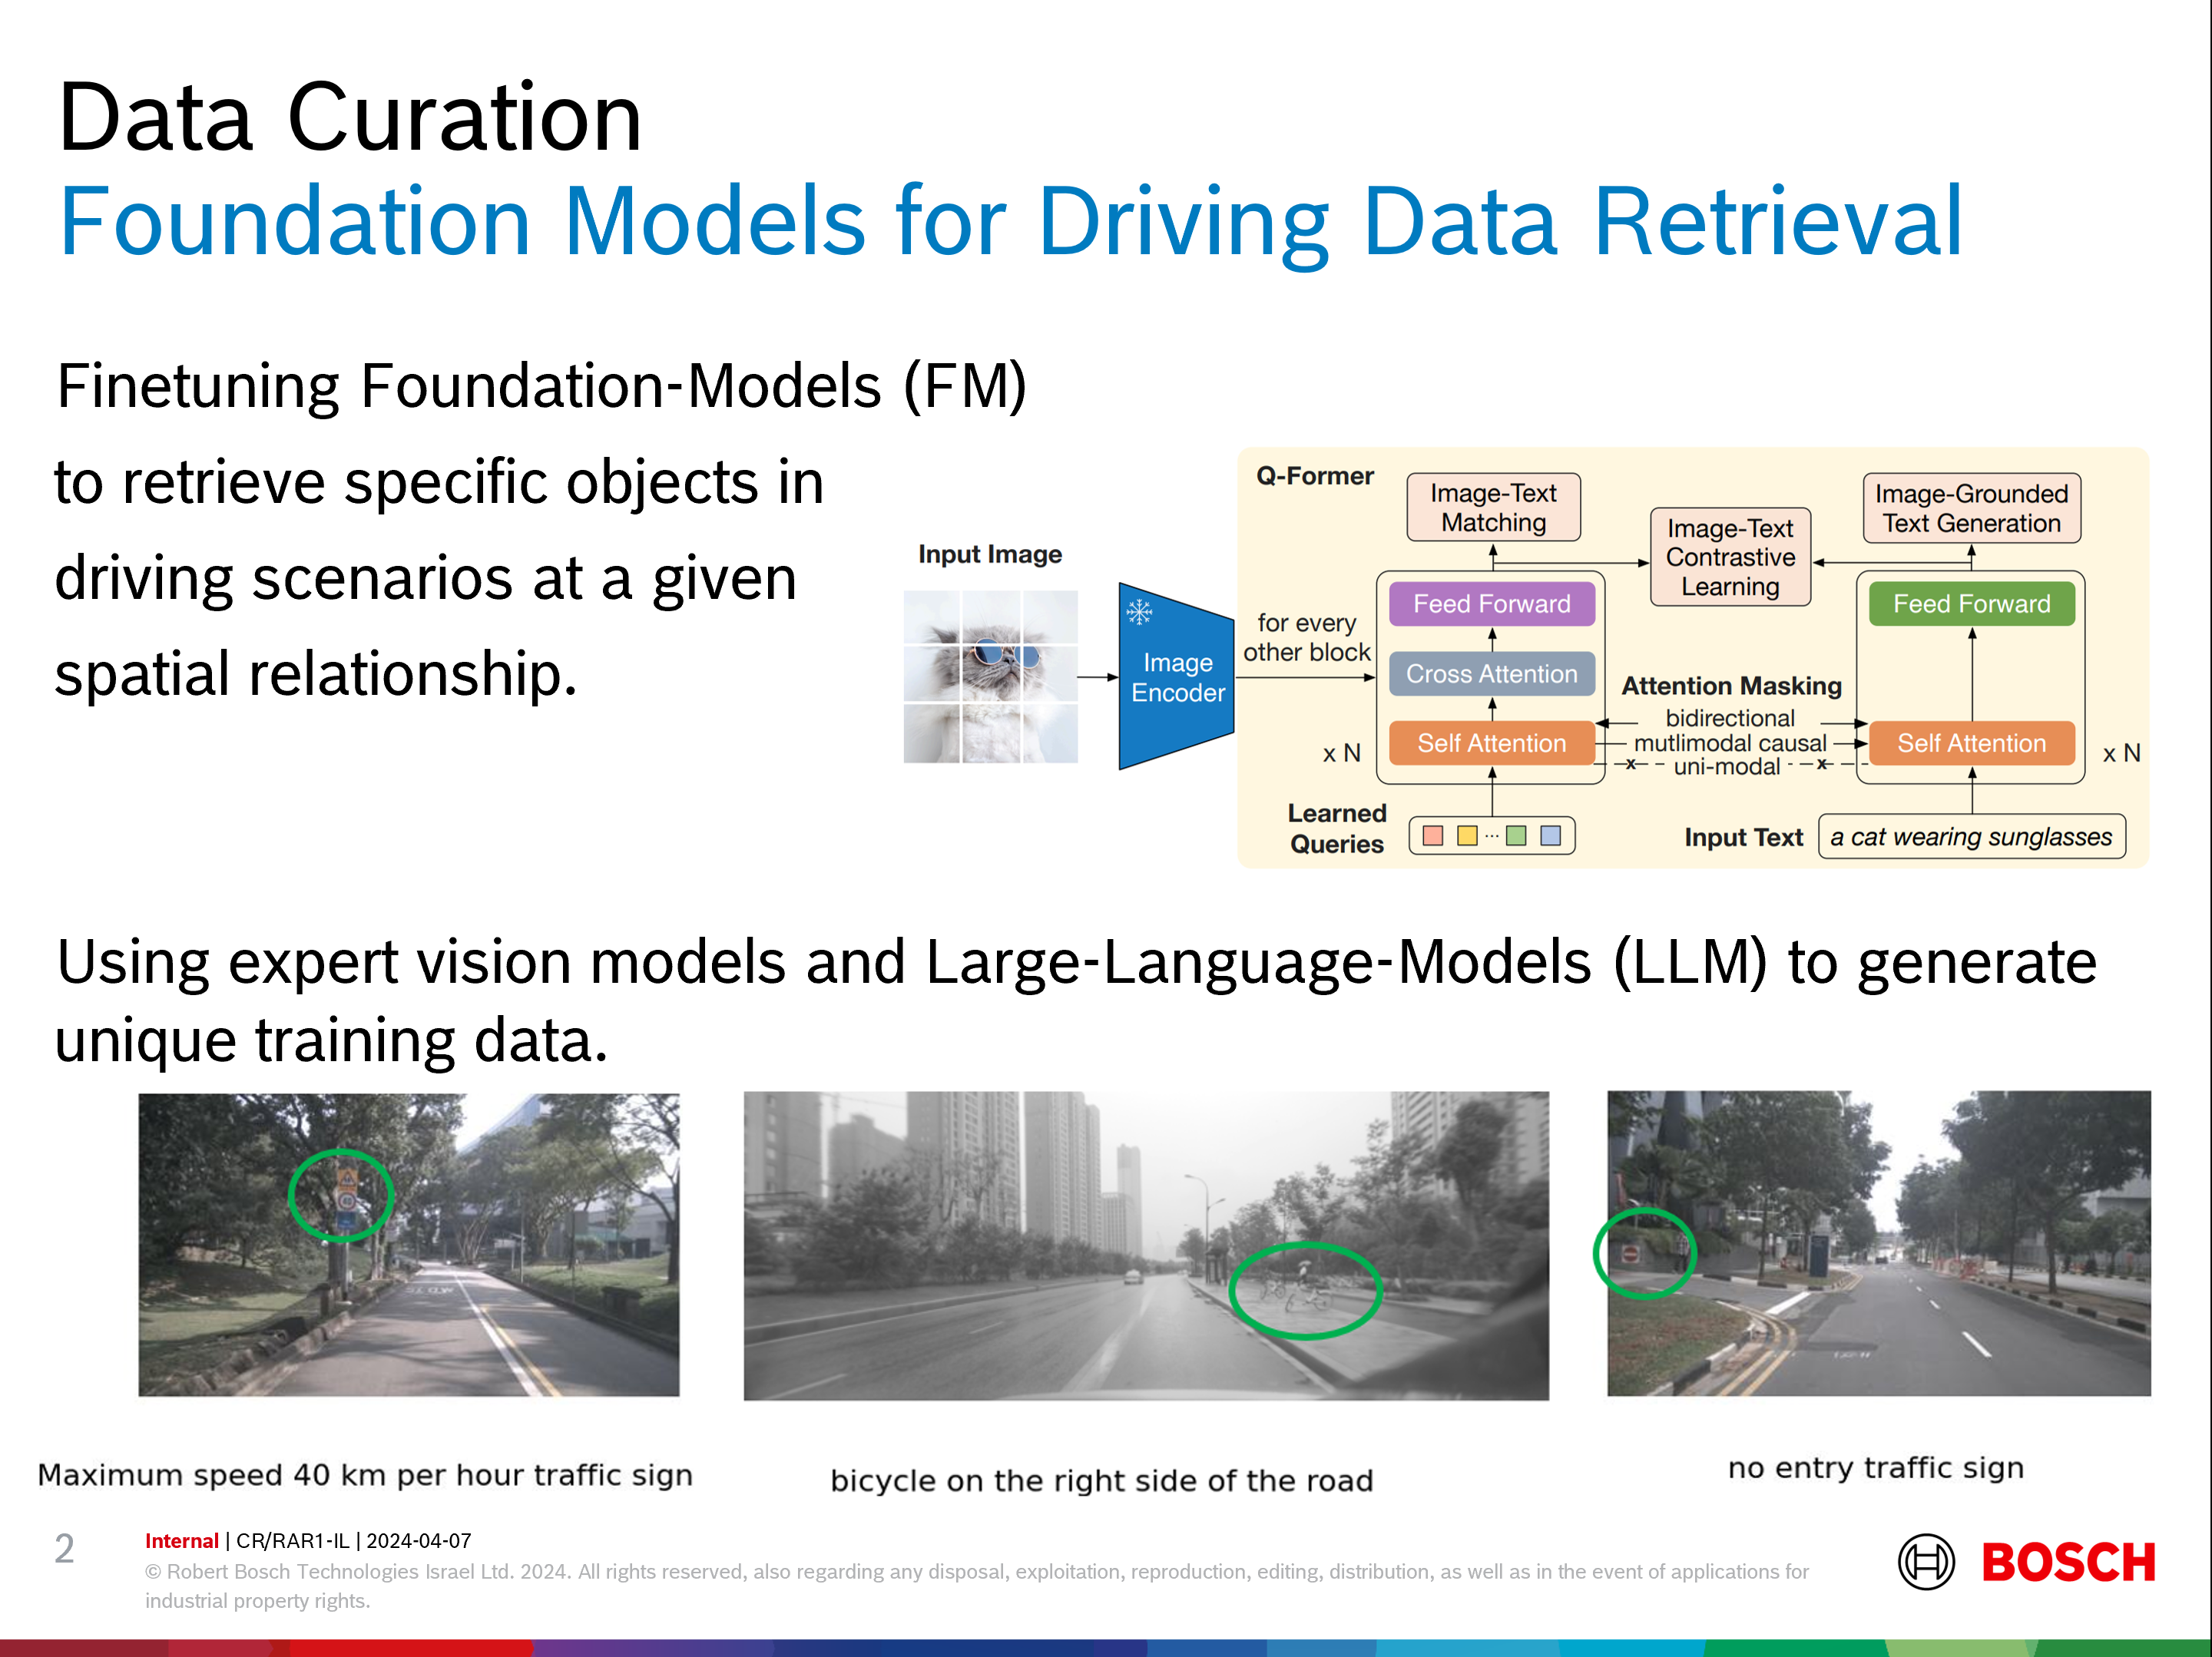 Data Curation
Foundation Models for Driving Data Retrieval
Finetuning Foundation-Models (FM)
to retrieve specific objects in
driving scenarios at a given
spatial relationship.
Input Image
Image
Encoder
for every
other block
Q-Former
Image-Text
Matching
Image-Text
Contrastive
Learning
Image-Grounded
Text Generation
Feed Forward
Cross Attention
Self Attention
x N
Attention Masking
bidirectional
mutlimodal causal
x uni-modal x
Feed Forward
Self Attention
x N
Learned
Queries
...
Input Text
a cat wearing sunglasses
Using expert vision models and Large-Language-Models (LLM) to generate
unique training data.
40
Maximum speed 40 km per hour traffic sign
bicycle on the right side of the road
no entry traffic sign
2
Internal | CR/RAR1-IL | 2024-04-07
© Robert Bosch Technologies Israel Ltd. 2024. All rights reserved, also regarding any disposal, exploitation, reproduction, editing, distribution, as well as in the event of applications for
industrial property rights.
BOSCH